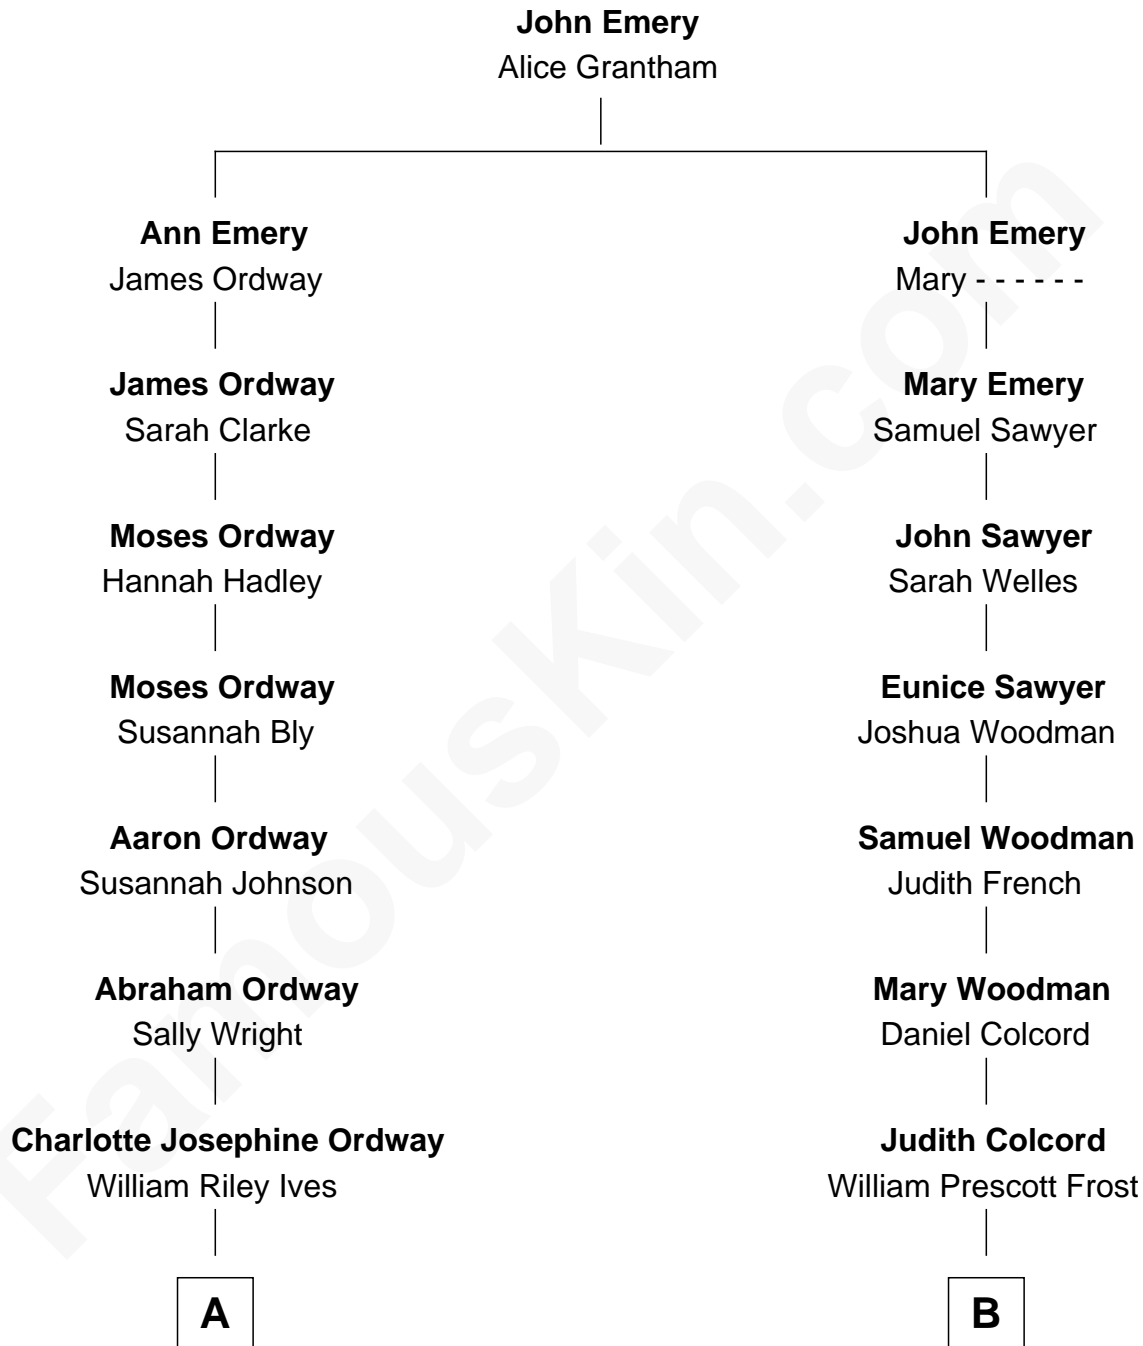 John Emery
Alice Grantham
Ann Emery
James Ordway
James Ordway
Sarah Clarke
Moses Ordway
Hannah Hadley
Moses Ordway
Susannah Bly
Aaron Ordway
Susannah Johnson
Abraham Ordway
Sally Wright
Charlotte Josephine Ordway
William Riley Ives
A
John Emery
Mary - - - - - -
Mary Emery
Samuel Sawyer
John Sawyer
Sarah Welles
Eunice Sawyer
Joshua Woodman
Samuel Woodman
Judith French
Mary Woodman
Daniel Colcord
Judith Colcord
William Prescott Frost
B
FamousKin.com